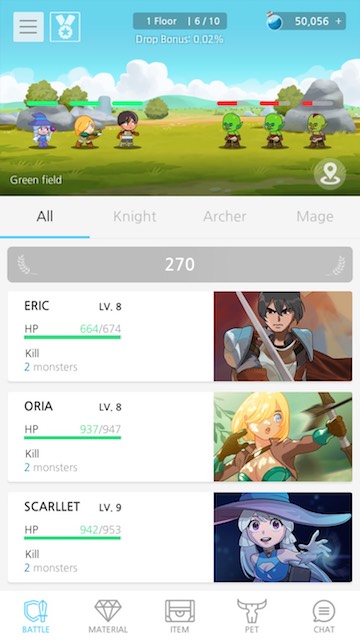 1 Floor | 6 / 10
50,056 +
Drop Bonus: 0.02%
Green field
All Knight Archer Mage
270
ERIC LV. 8
HP 664/674
Kill
2 monsters
ORIA LV. 8
HP 937/947
Kill
2 monsters
SCARLLET LV. 9
HP 942/953
Kill
2 monsters
BATTLE MATERIAL ITEM PET CHAT